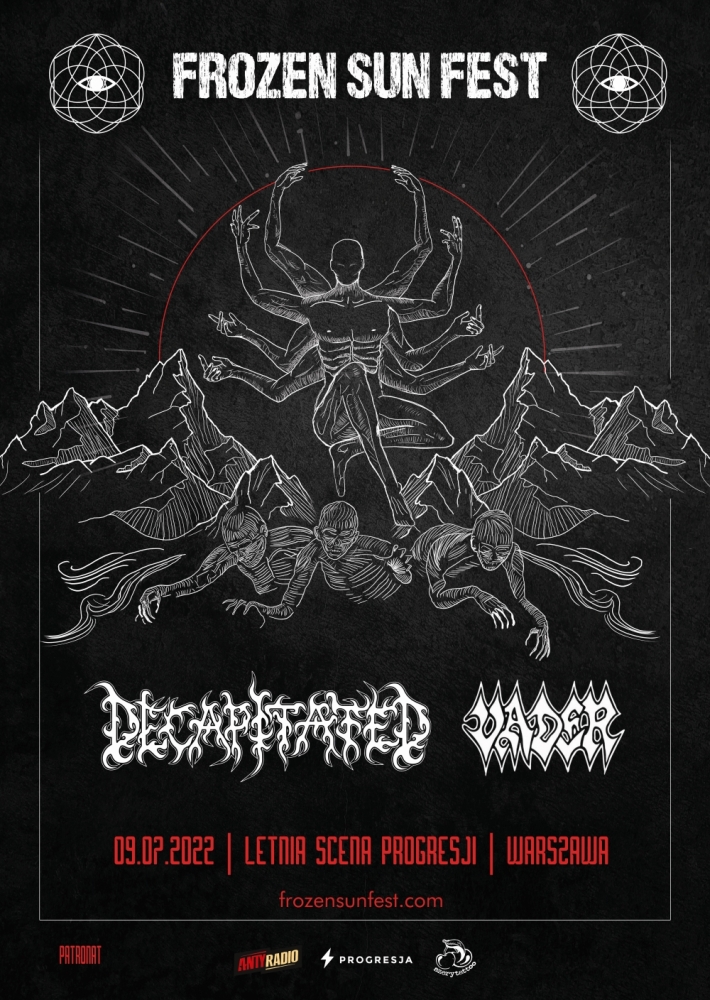 FROZEN SUN FEST
DECAPITATED VADER
09.07.2022 | LETNIA SCENA PROGRESJI | WARSZAWA
frozensunfest.com
PATRONAT ANTYRADIO PROGRESJA